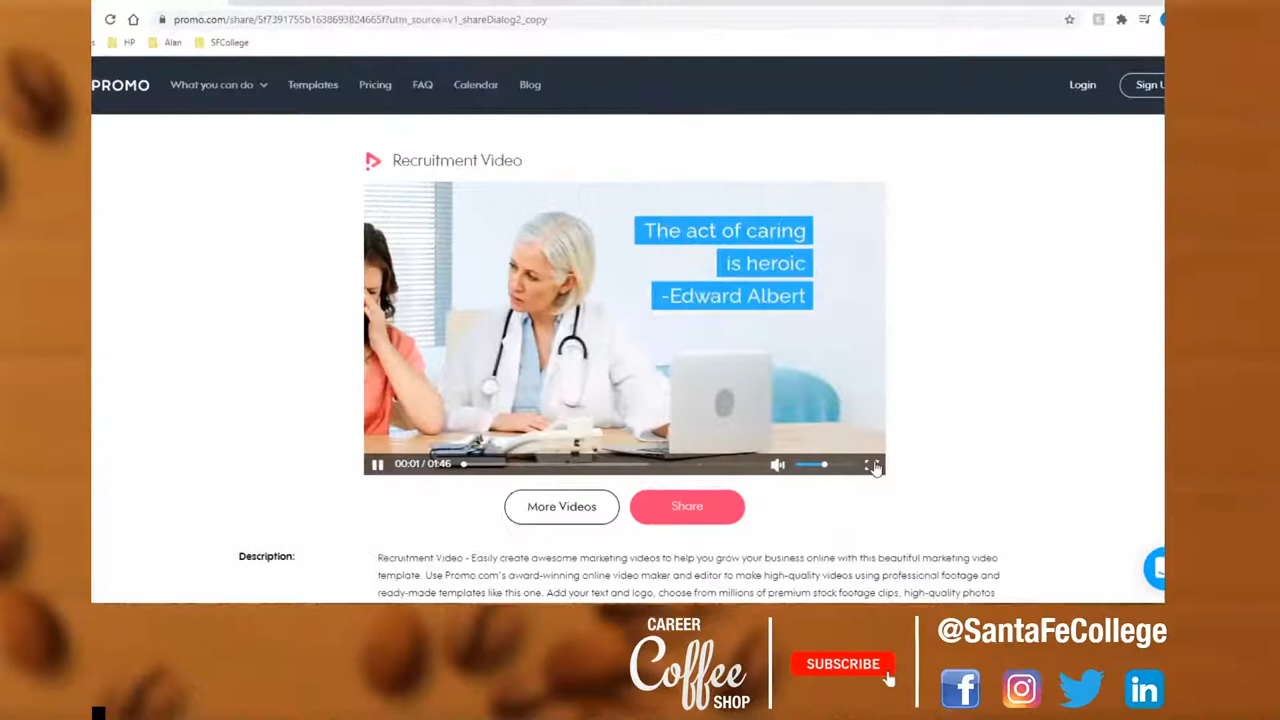 promo.com/share/5f7391755b1638693824665f?utm_source=v1_shareDialog2_copy
HP Alan SFCollege
PROMO What you can do Templates Pricing FAQ Calendar Blog Login Sign U
Recruitment Video
The act of caring
is heroic
-Edward Albert
00:01 / 01:46
More Videos Share
Description: Recruitment Video - Easily create awesome marketing videos to help you grow your business online with this beautiful marketing video
template. Use Promo.com's award-winning online video maker and editor to make high-quality videos using professional footage and
ready-made templates like this one. Add your text and logo, choose from millions of premium stock footage clips, high-quality photos
CAREER
Coffee
SHOP
SUBSCRIBE
@SantaFeCollege
f
in